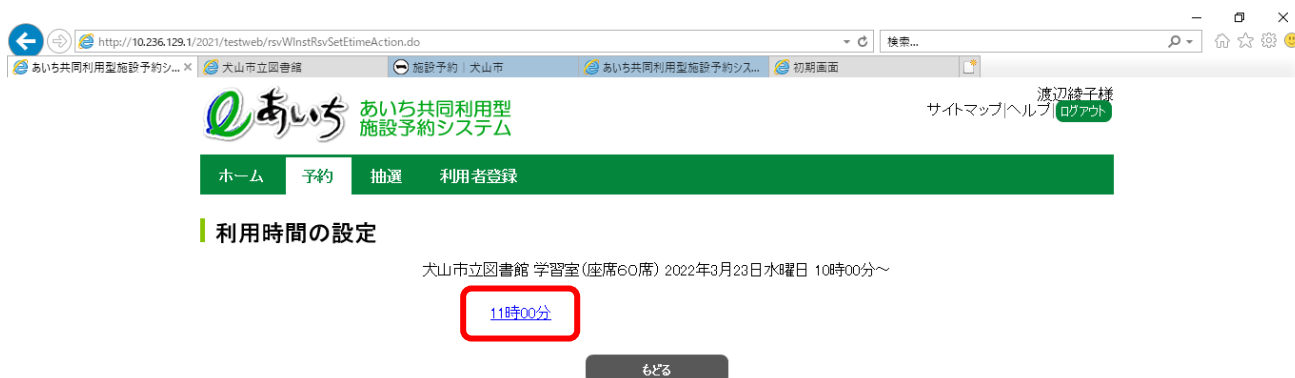 http://10.236.129.1/2021/testweb/rsvWInstRsvSetEtimeAction.do
検索...
あいち共同利用型施設予約シ...
犬山市立図書館
施設予約 | 犬山市
あいち共同利用型施設予約シス...
初期画面
渡辺綾子様
あいち
あいち共同利用型
施設予約システム
サイトマップ|ヘルプ|ログアウト
ホーム
予約
抽選
利用者登録
利用時間の設定
犬山市立図書館 学習室(座席60席) 2022年3月23日水曜日 10時00分～
11時00分
もどる